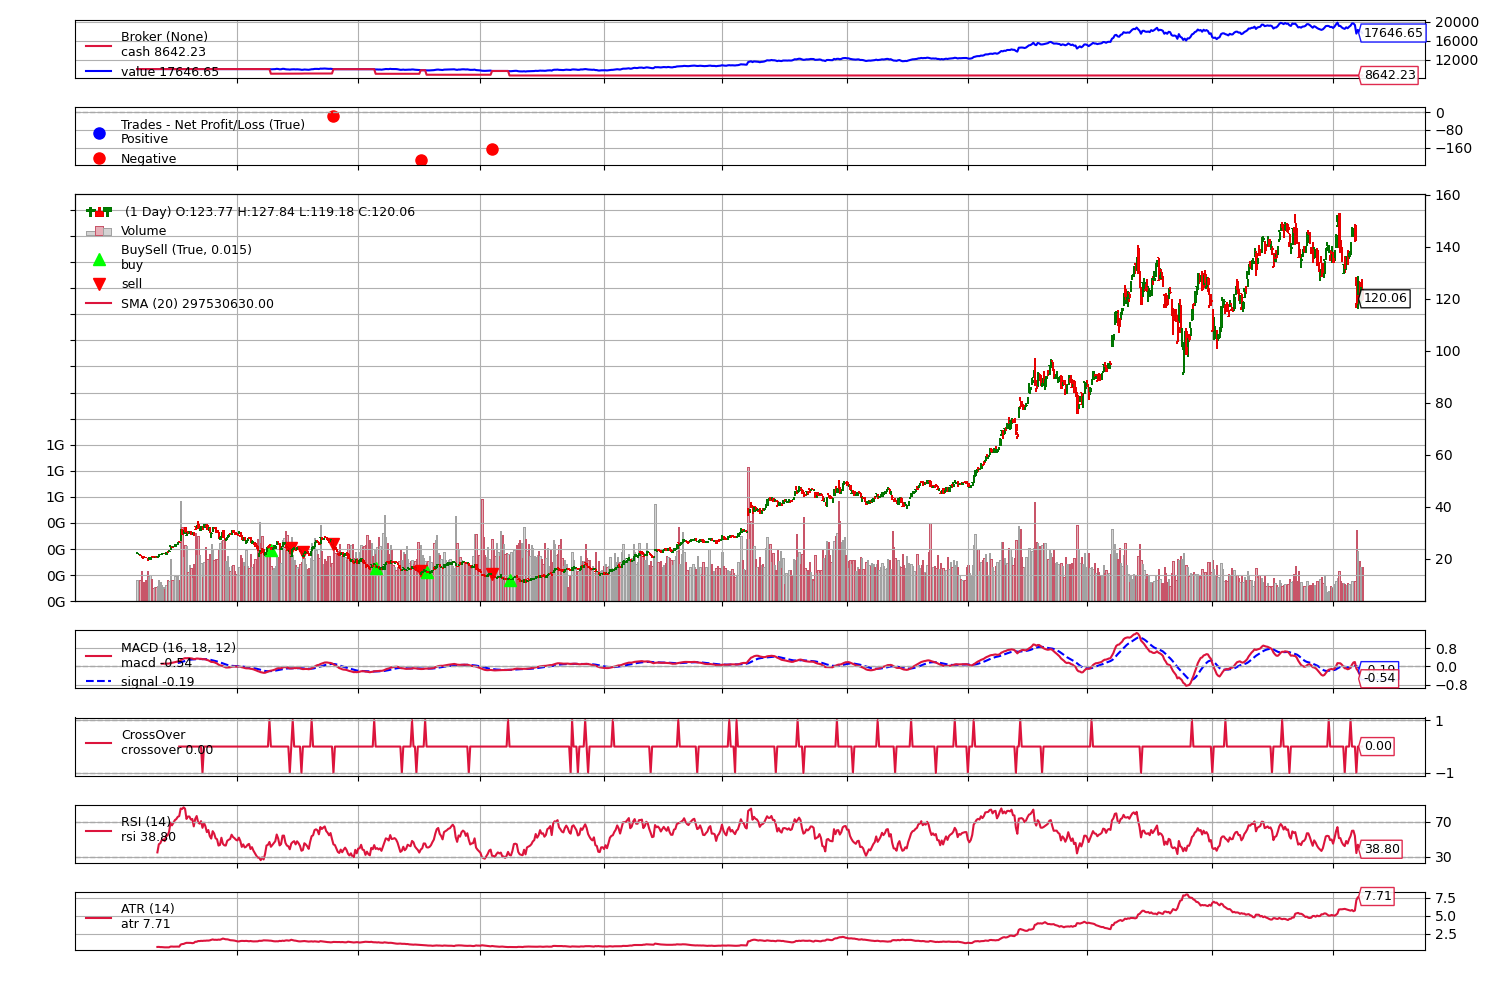 Broker (None)
cash 8642.23
value 17646.65
20000
17646.65
16000
12000
8642.23
Trades - Net Profit/Loss (True)
Positive
Negative
0
−80
−160
(1 Day) O:123.77 H:127.84 L:119.18 C:120.06
Volume
BuySell (True, 0.015)
buy
sell
SMA (20) 297530630.00
160
140
120
120.06
100
80
60
40
20
1G
1G
1G
0G
0G
0G
0G
MACD (16, 18, 12)
macd -0.54
signal -0.19
0.8
0.0
-0.19
-0.54
−0.8
CrossOver
crossover 0.00
1
0.00
−1
RSI (14)
rsi 38.80
70
38.80
30
ATR (14)
atr 7.71
7.71
7.5
5.0
2.5